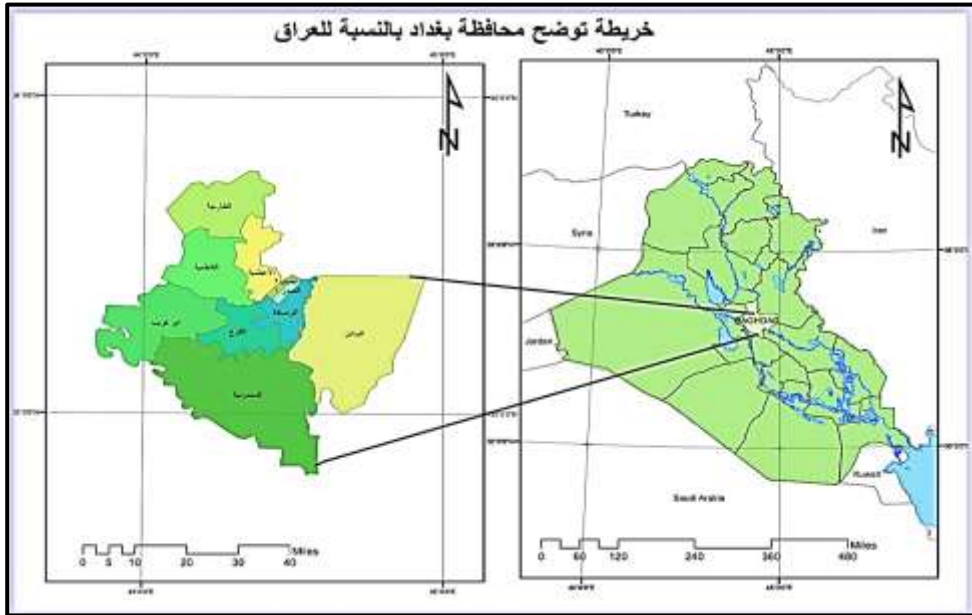 خريطة توضح محافظة بغداد بالنسبة للعراق
N
N
Turkey
Syria
Iran
الطارمية
الكاظمية
الأعظمية
ابو غريب
الكرخ
الرصافة
المدائن
المحمودية
BAGHDAD
Jordan
Kuwait
Saudi Arabia
Miles
0 5 10 20 30 40
Miles
0 60 120 240 360 480